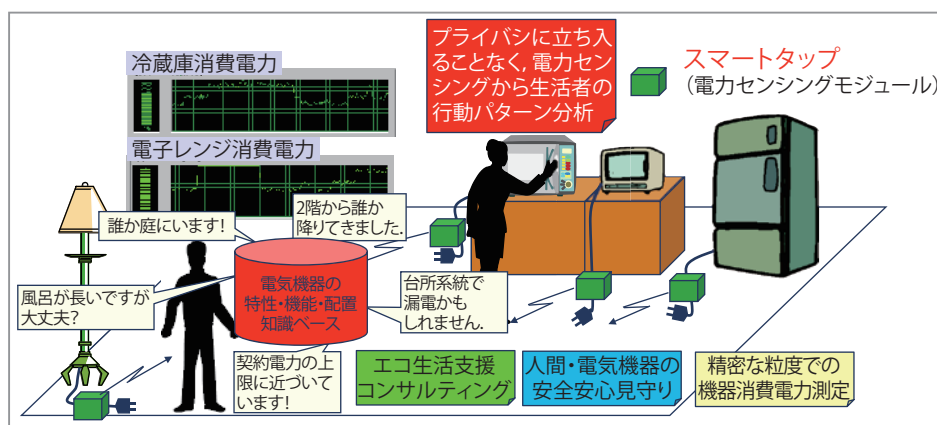 冷蔵庫消費電力
電子レンジ消費電力
プライバシに立ち入
ることなく,電力セン
シングから生活者の
行動パターン分析
スマートタップ
(電力センシングモジュール)
誰か庭にいます!
2階から誰か
降りてきました.
風呂が長いですが
大丈夫?
電気機器の
特性・機能・配置
知識ベース
台所系統で
漏電かも
しれません.
契約電力の上
限に近づいて
います!
エコ生活支援
コンサルティング
人間・電気機器の
安全安心見守り
精密な粒度での
機器消費電力測定